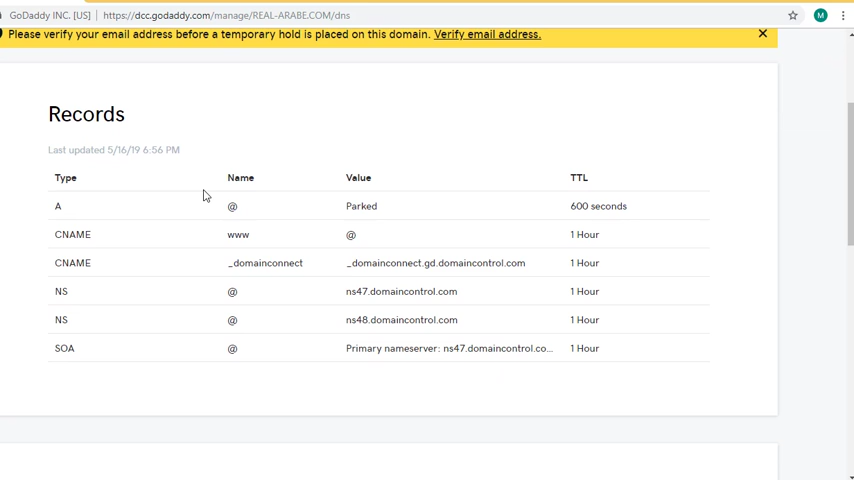 GoDaddy INC. [US] | https://dcc.godaddy.com/manage/REAL-ARABE.COM/dns
M
Please verify your email address before a temporary hold is placed on this domain. Verify email address.
Records
Last updated 5/16/19 6:56 PM
Type Name Value TTL
A @ Parked 600 seconds
CNAME www @ 1 Hour
CNAME _domainconnect _domainconnect.gd.domaincontrol.com 1 Hour
NS @ ns47.domaincontrol.com 1 Hour
NS @ ns48.domaincontrol.com 1 Hour
SOA @ Primary nameserver: ns47.domaincontrol.co... 1 Hour